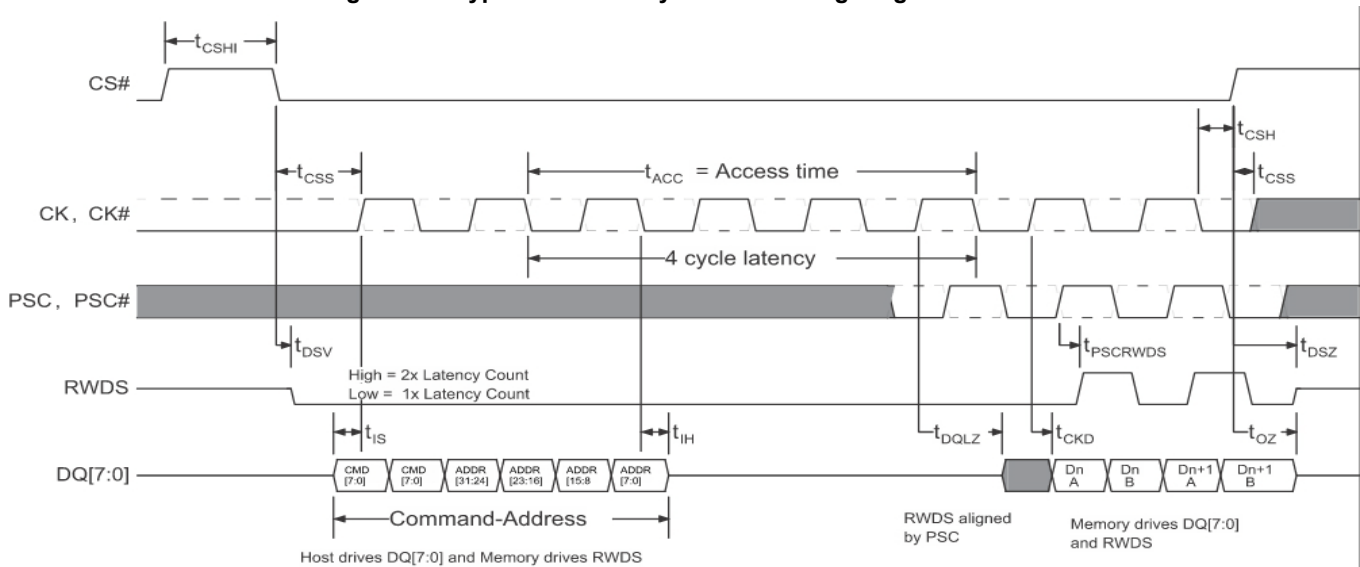 tCSHI
CS#
tCSH
tCSS
tACC = Access time
tCSS
CK, CK#
4 cycle latency
PSC, PSC#
tDSV
tPSCRWDS
tDSZ
High = 2x Latency Count
RWDS
Low = 1x Latency Count
tIS
tIH
tDQLZ
tCKD
tOZ
DQ[7:0]
CMD
[7:0]
CMD
[7:0]
ADDR
[31:24]
ADDR
[23:16]
ADDR
[15:8
ADDR
[7:0]
Dn
A
Dn
B
Dn+1
A
Dn+1
B
Command-Address
RWDS aligned
by PSC
Memory drives DQ[7:0]
and RWDS
Host drives DQ[7:0] and Memory drives RWDS